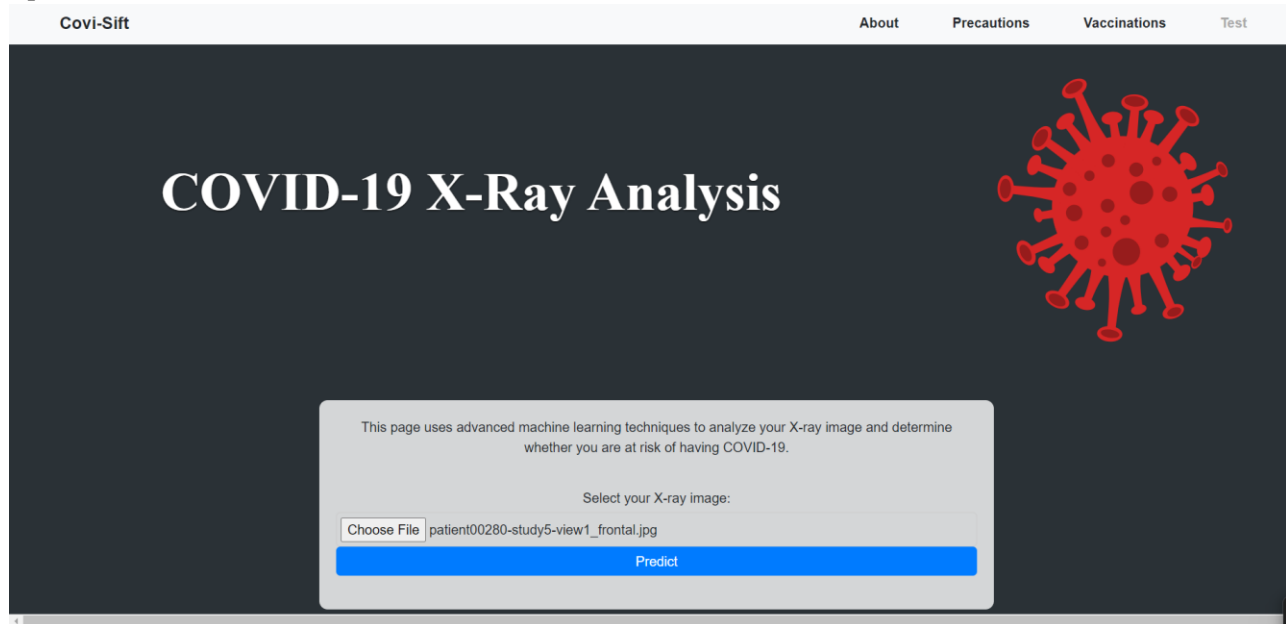 Covi-Sift About Precautions Vaccinations Test
COVID-19 X-Ray Analysis
This page uses advanced machine learning techniques to analyze your X-ray image and determine
whether you are at risk of having COVID-19.
Select your X-ray image:
Choose File patient00280-study5-view1_frontal.jpg
Predict